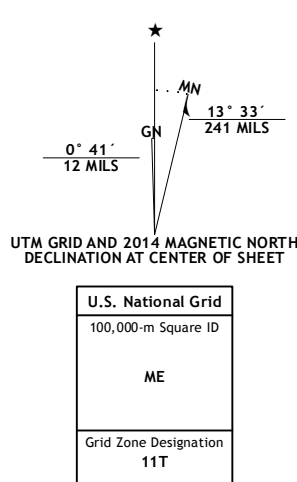 ★
MN
GN
13° 33´
241 MILS
0° 41´
12 MILS
UTM GRID AND 2014 MAGNETIC NORTH
DECLINATION AT CENTER OF SHEET
U.S. National Grid
100,000-m Square ID
ME
Grid Zone Designation
11T